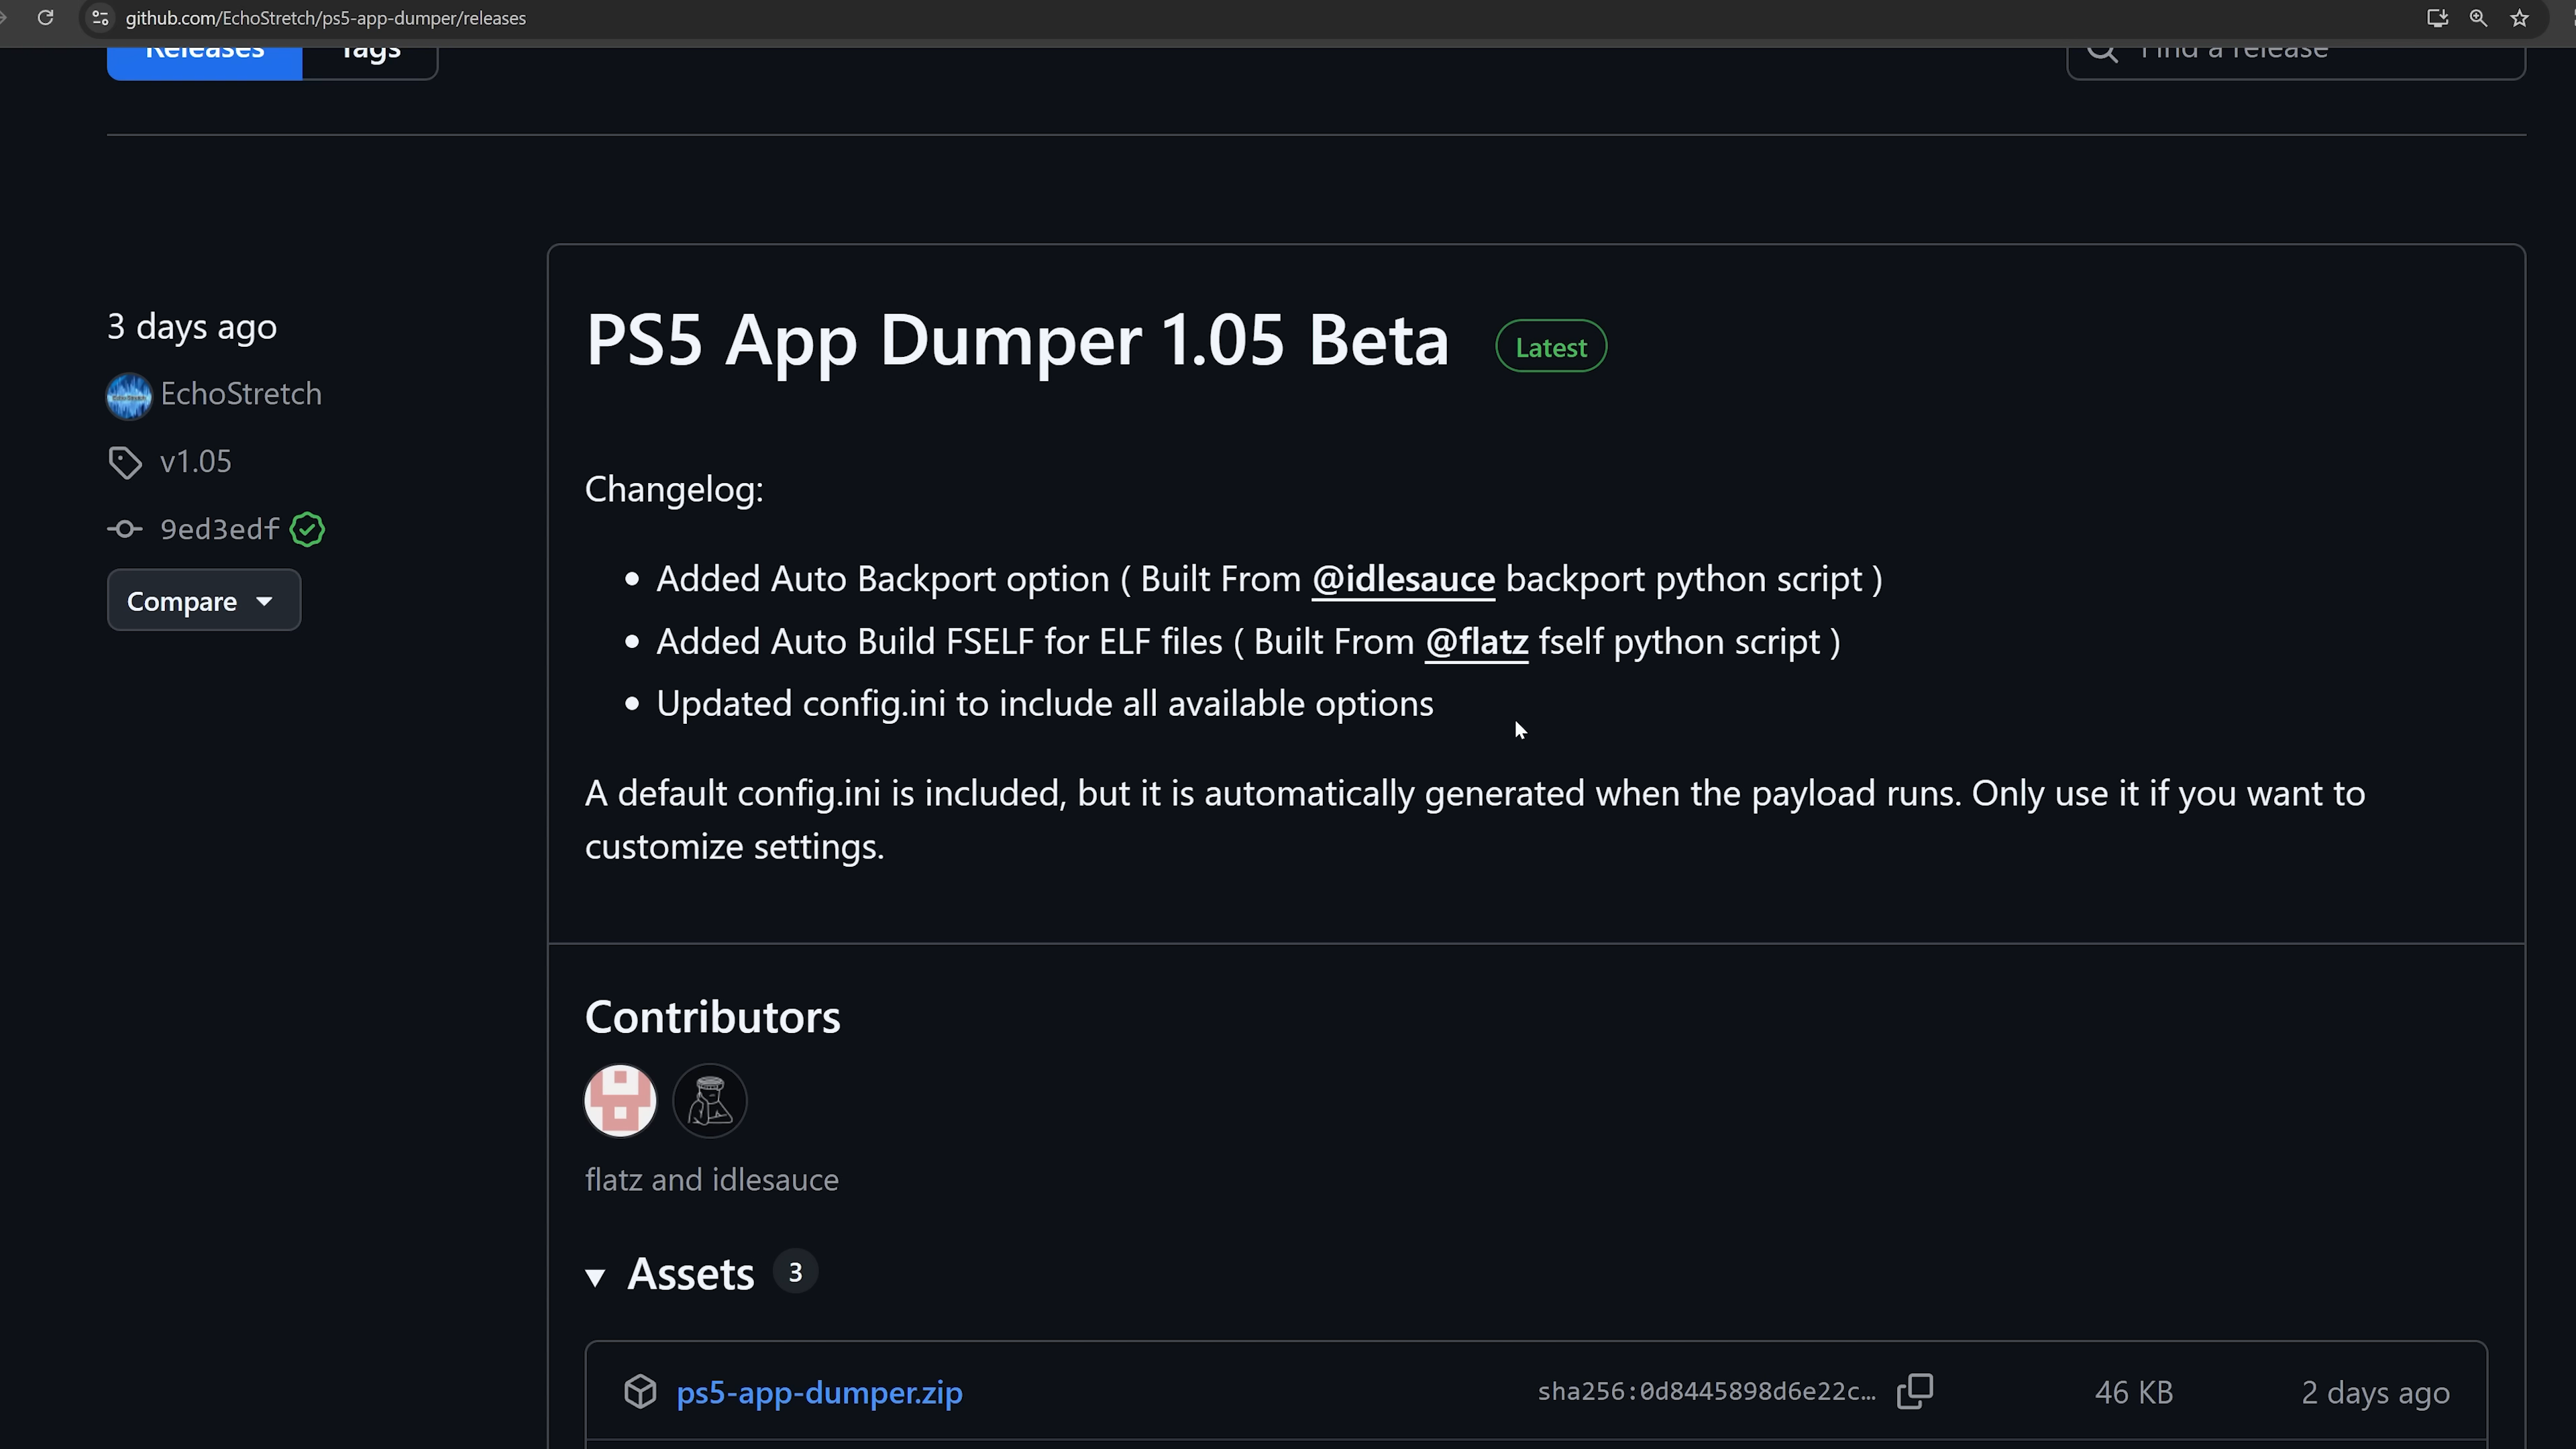 github.com/EchoStretch/ps5-app-dumper/releases
Releases
Tags
Find a release
3 days ago
EchoStretch
v1.05
9ed3edf
Compare
PS5 App Dumper 1.05 Beta
Latest
Changelog:
• Added Auto Backport option ( Built From @idlesauce backport python script )
• Added Auto Build FSELF for ELF files ( Built From @flatz fself python script )
• Updated config.ini to include all available options
A default config.ini is included, but it is automatically generated when the payload runs. Only use it if you want to
customize settings.
Contributors
flatz and idlesauce
Assets 3
ps5-app-dumper.zip
sha256:0d8445898d6e22c…
46 KB
2 days ago